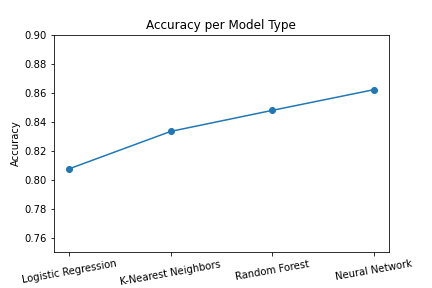 Accuracy per Model Type
0.90
0.88
0.86
0.84
0.82
0.80
0.78
0.76
Accuracy
Logistic Regression
K-Nearest Neighbors
Random Forest
Neural Network